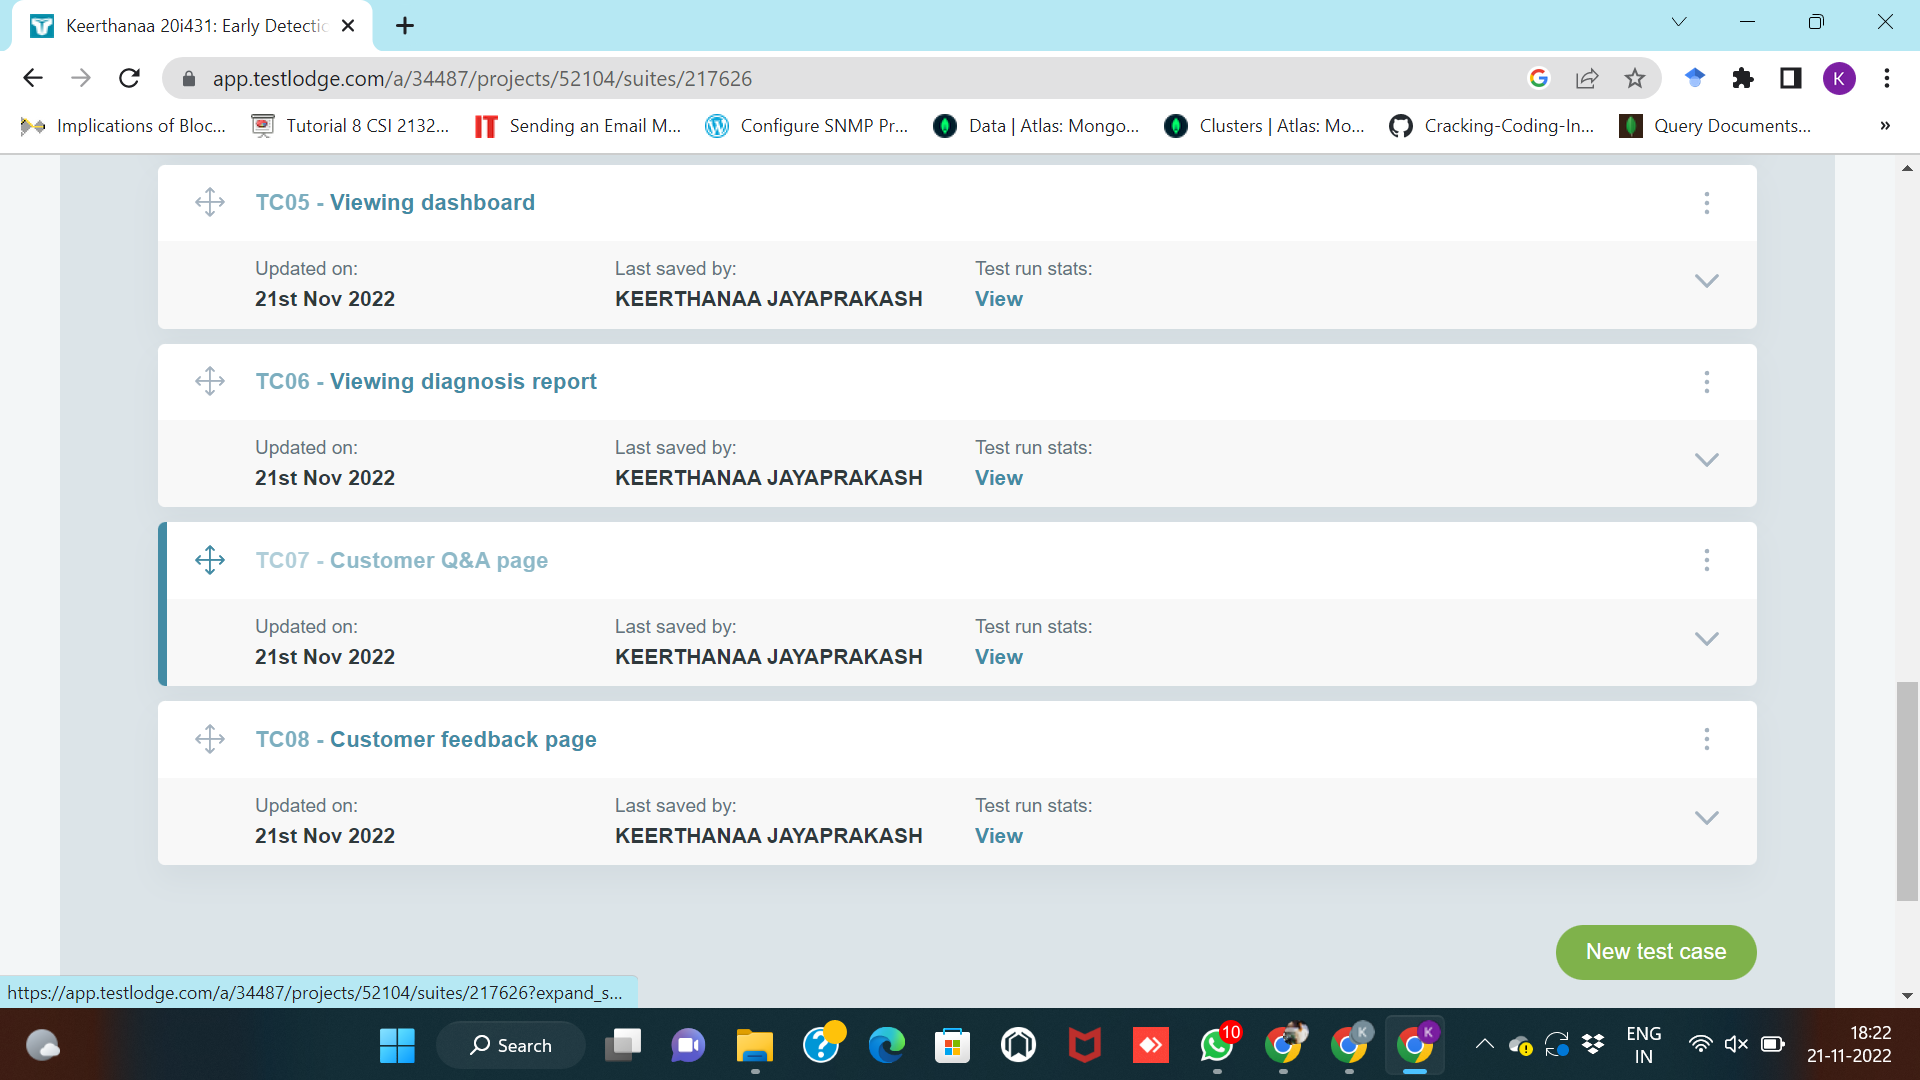 Keerthanaa 20i431: Early Detectic
app.testlodge.com/a/34487/projects/52104/suites/217626
K
Implications of Bloc...
Tutorial 8 CSI 2132...
IT
Sending an Email M...
Configure SNMP Pr...
Data | Atlas: Mongo...
Clusters | Atlas: Mo...
Cracking-Coding-In...
Query Documents...
»
TC05 - Viewing dashboard
Updated on:
Last saved by:
Test run stats:
21st Nov 2022
KEERTHANAA JAYAPRAKASH
View
TC06 - Viewing diagnosis report
Updated on:
Last saved by:
Test run stats:
21st Nov 2022
KEERTHANAA JAYAPRAKASH
View
TC07 - Customer Q&A page
Updated on:
Last saved by:
Test run stats:
21st Nov 2022
KEERTHANAA JAYAPRAKASH
View
TC08 - Customer feedback page
Updated on:
Last saved by:
Test run stats:
21st Nov 2022
KEERTHANAA JAYAPRAKASH
View
New test case
https://app.testlodge.com/a/34487/projects/52104/suites/217626?expand_s...
Search
10
K
K
ENG
IN
18:22
21-11-2022